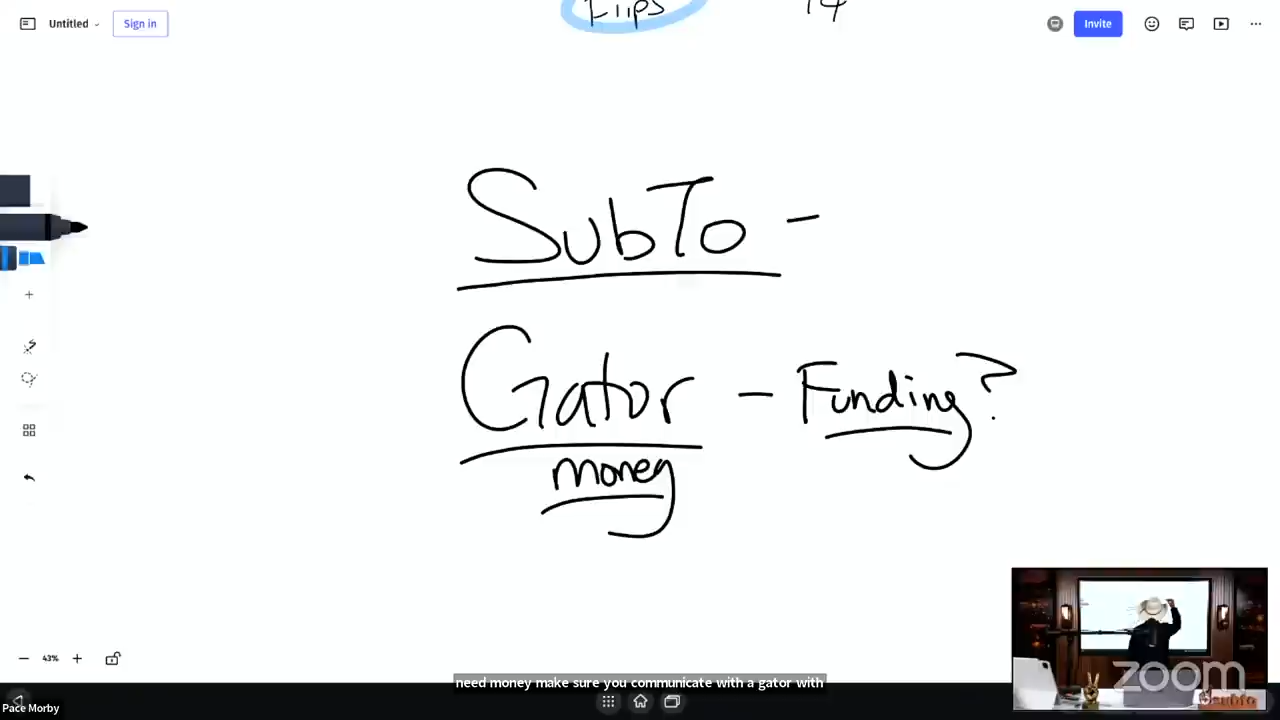 Untitled
Sign in
Flips 14
Invite
SubTo -
Gator - Funding?
money
43%
need money make sure you communicate with a gator with
zoom
Pace Morby